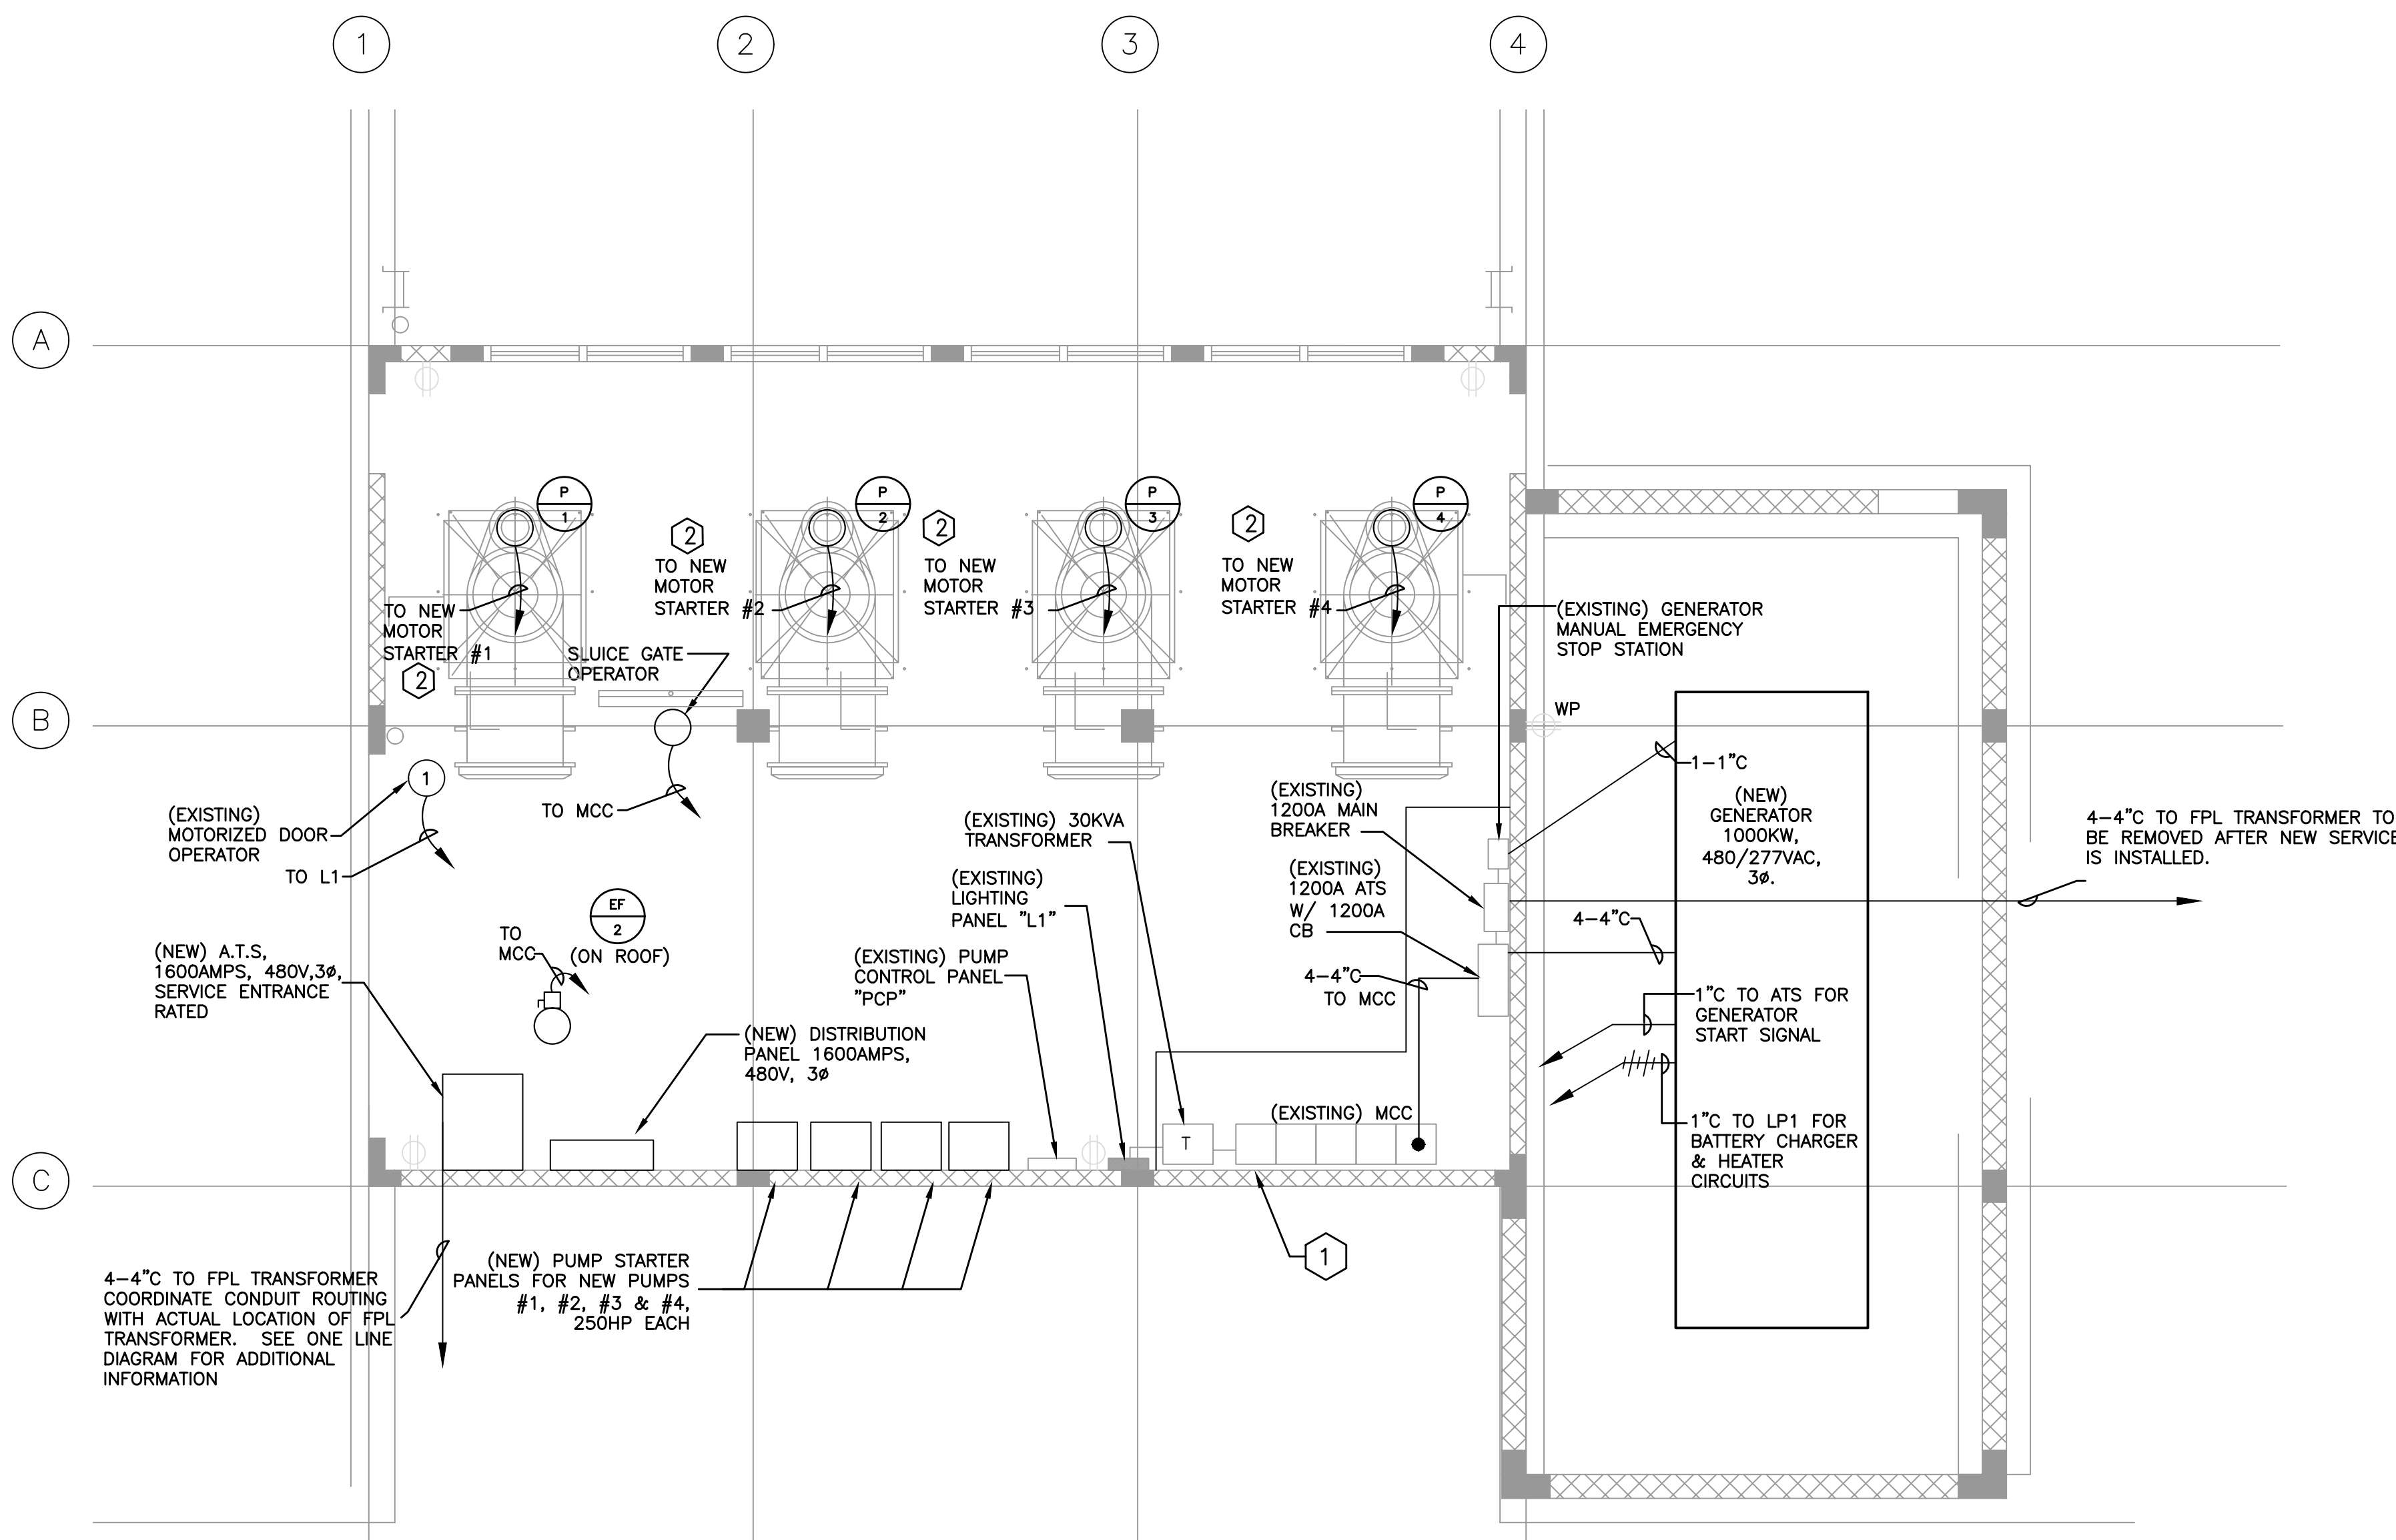 1
2
3
4
A
B
C
P
1
P
2
P
3
P
4
2
2
2
2
TO NEW
MOTOR
STARTER #1
TO NEW
MOTOR
STARTER #2
TO NEW
MOTOR
STARTER #3
TO NEW
MOTOR
STARTER #4
SLUICE GATE
OPERATOR
TO MCC
(EXISTING) GENERATOR
MANUAL EMERGENCY
STOP STATION
WP
1-1"C
(NEW)
GENERATOR
1000KW,
480/277VAC,
3ø.
4-4"C TO FPL TRANSFORMER TO
BE REMOVED AFTER NEW SERVICE
IS INSTALLED.
1
(EXISTING)
MOTORIZED DOOR
OPERATOR
TO L1
(EXISTING) 30KVA
TRANSFORMER
(EXISTING)
1200A MAIN
BREAKER
(EXISTING)
1200A ATS
W/ 1200A
CB
(EXISTING)
LIGHTING
PANEL "L1"
EF
2
(ON ROOF)
TO
MCC
(EXISTING) PUMP
CONTROL PANEL
"PCP"
4-4"C
TO MCC
4-4"C
1"C TO ATS FOR
GENERATOR
START SIGNAL
(NEW) A.T.S,
1600AMPS, 480V,3ø,
SERVICE ENTRANCE
RATED
(NEW) DISTRIBUTION
PANEL 1600AMPS,
480V, 3ø
(EXISTING) MCC
T
1"C TO LP1 FOR
BATTERY CHARGER
& HEATER
CIRCUITS
1
(NEW) PUMP STARTER
PANELS FOR NEW PUMPS
#1, #2, #3 & #4,
250HP EACH
4-4"C TO FPL TRANSFORMER
COORDINATE CONDUIT ROUTING
WITH ACTUAL LOCATION OF FPL
TRANSFORMER. SEE ONE LINE
DIAGRAM FOR ADDITIONAL
INFORMATION